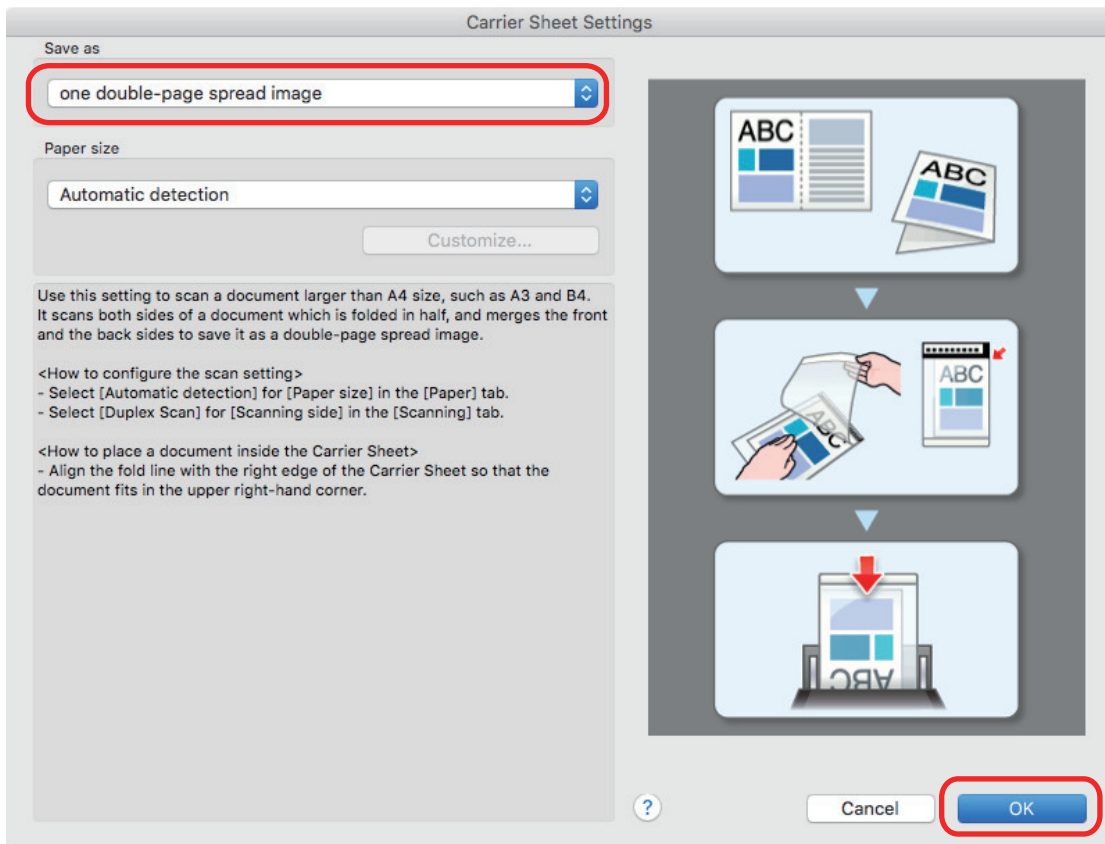 Carrier Sheet Settings
Save as
one double-page spread image
Paper size
Automatic detection
Customize...
Use this setting to scan a document larger than A4 size, such as A3 and B4.
It scans both sides of a document which is folded in half, and merges the front
and the back sides to save it as a double-page spread image.
<How to configure the scan setting>
- Select [Automatic detection] for [Paper size] in the [Paper] tab.
- Select [Duplex Scan] for [Scanning side] in the [Scanning] tab.
<How to place a document inside the Carrier Sheet>
- Align the fold line with the right edge of the Carrier Sheet so that the
document fits in the upper right-hand corner.
ABC
ABC
ABC
ABC
ABC
?
Cancel
OK